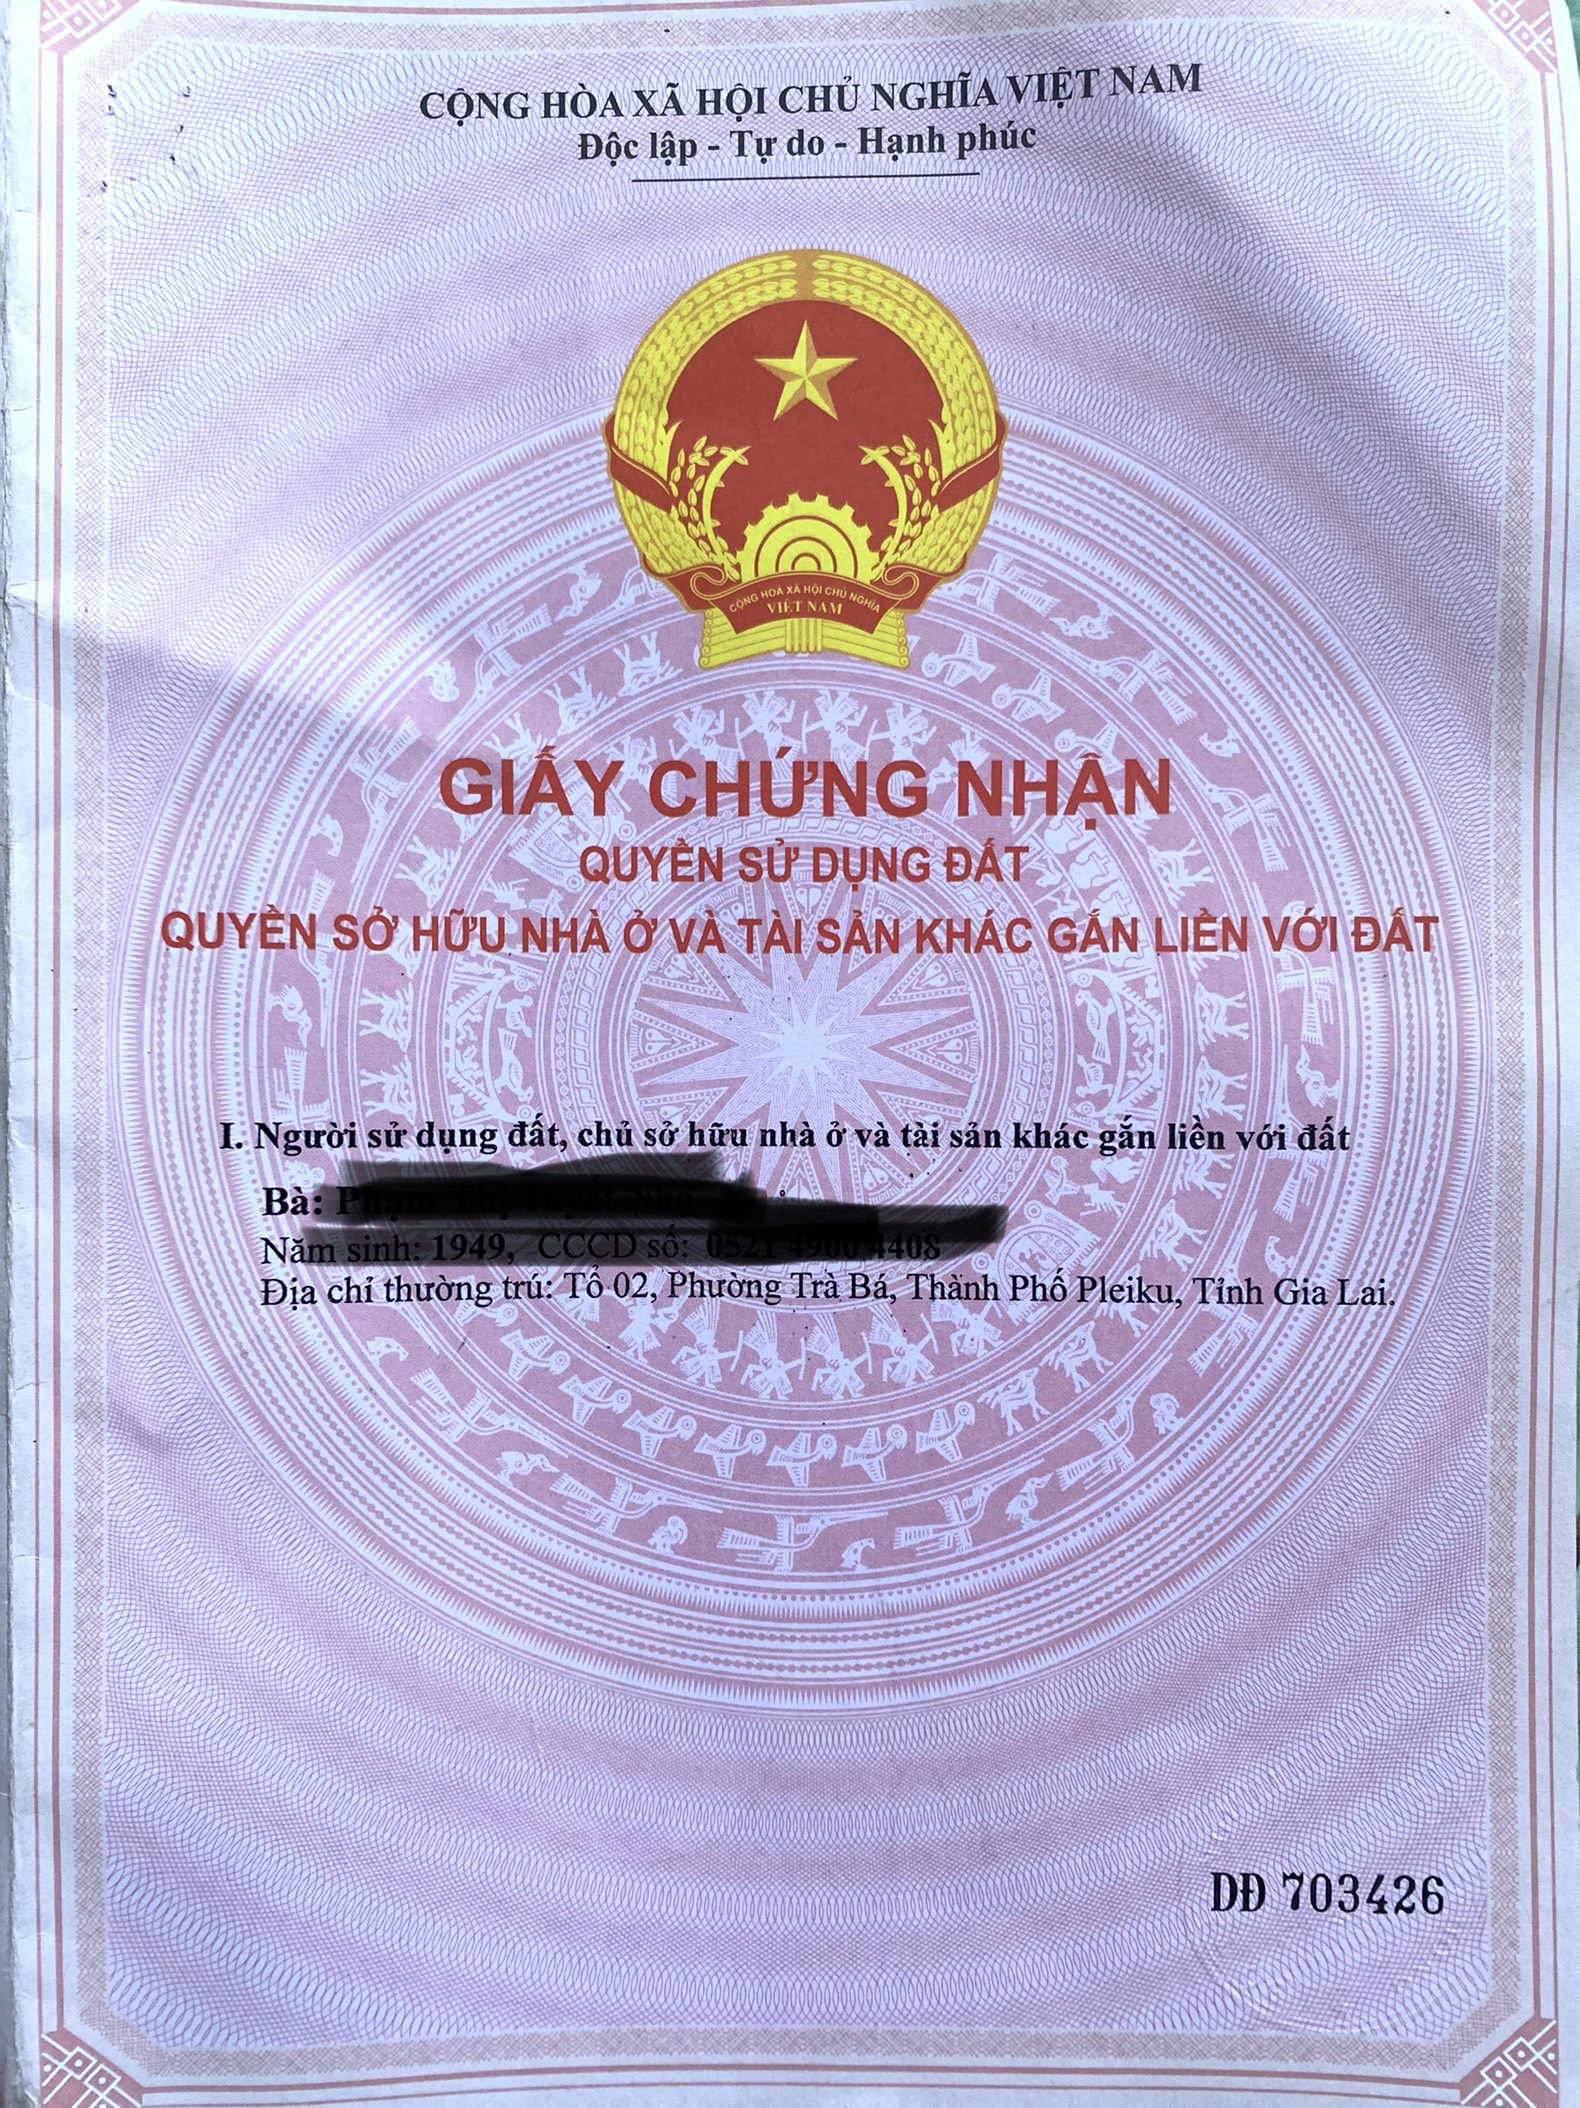 CỘNG HÒA XÃ HỘI CHỦ NGHĨA VIỆT NAM
Độc lập - Tự do - Hạnh phúc
CỘNG HOÀ XÃ HỘI CHỦ NGHĨA
VIỆT NAM
GIẤY CHỨNG NHẬN
QUYỀN SỬ DỤNG ĐẤT
QUYỀN SỞ HỮU NHÀ Ở VÀ TÀI SẢN KHÁC GẮN LIỀN VỚI ĐẤT
I. Người sử dụng đất, chủ sở hữu nhà ở và tài sản khác gắn liền với đất
Bà:
Năm sinh: 1949, CCCD số:
Địa chỉ thường trú: Tổ 02, Phường Trà Bá, Thành Phố Pleiku, Tỉnh Gia Lai.
DĐ 703426